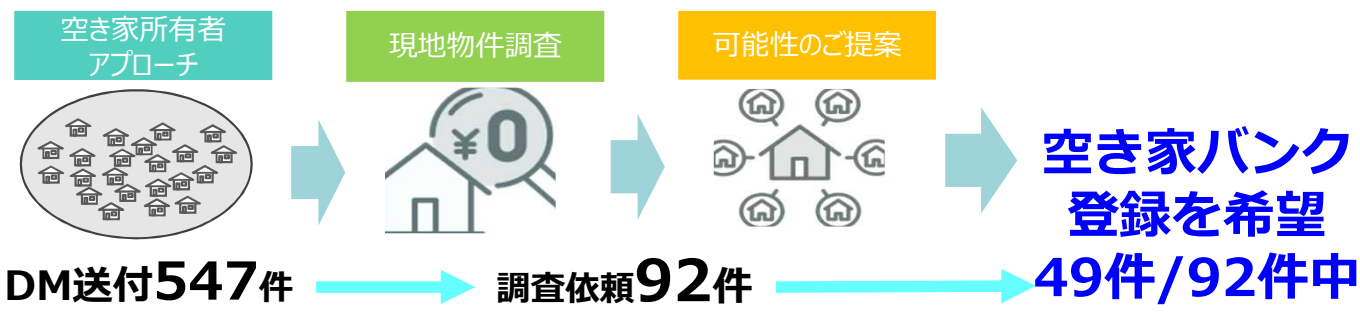 空き家所有者
アプローチ
現地物件調査
可能性のご提案
¥0
空き家バンク
登録を希望
49件/92件中
DM送付547件
調査依頼92件